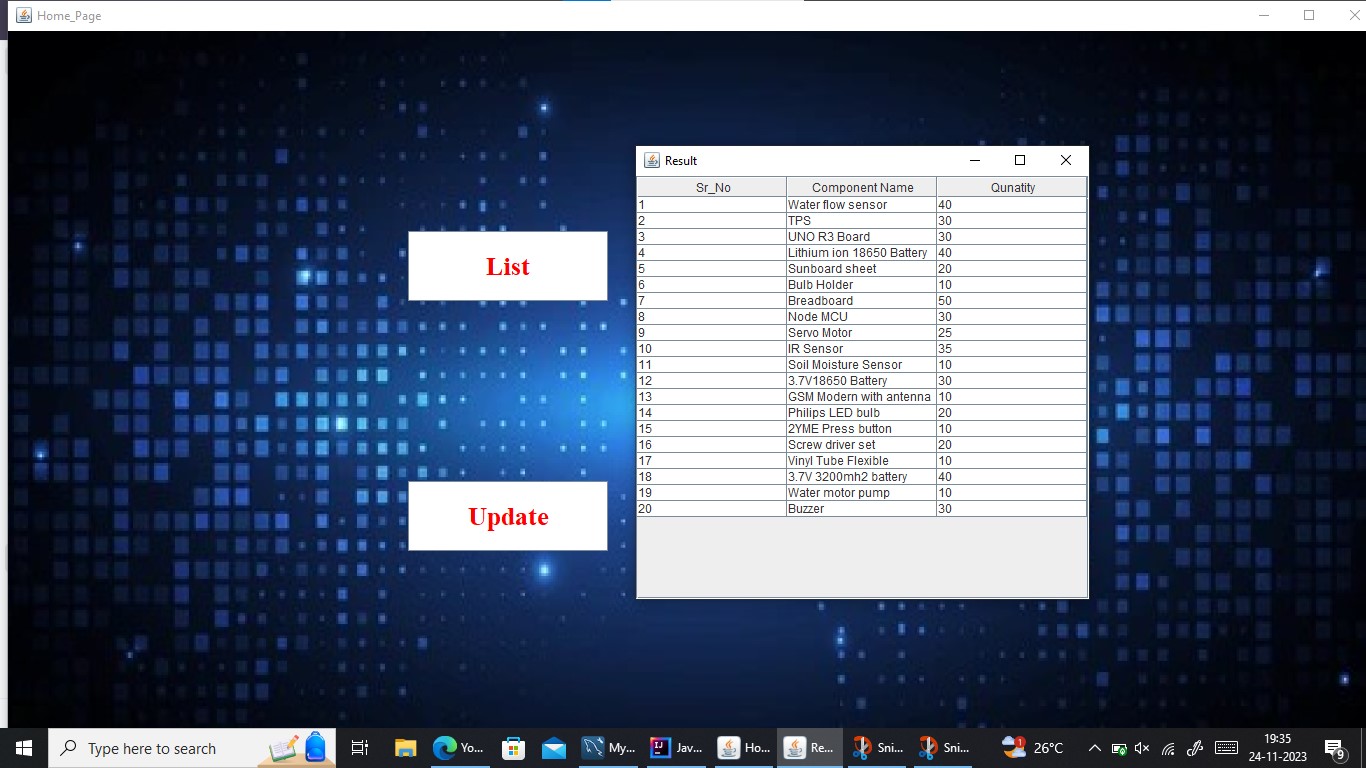 Home_Page
Result
Sr_No Component Name Qunatity
1 Water flow sensor 40
2 TPS 30
3 UNO R3 Board 30
4 Lithium ion 18650 Battery 40
5 Sunboard sheet 20
6 Bulb Holder 10
7 Breadboard 50
8 Node MCU 30
9 Servo Motor 25
10 IR Sensor 35
11 Soil Moisture Sensor 10
12 3.7V18650 Battery 30
13 GSM Modern with antenna 10
14 Philips LED bulb 20
15 2YME Press button 10
16 Screw driver set 20
17 Vinyl Tube Flexible 10
18 3.7V 3200mh2 battery 40
19 Water motor pump 10
20 Buzzer 30
List
Update
Type here to search
Yo... My... Jav... Ho... Re... Sni... Sni... 1 26°C 19:35
24-11-2023 9